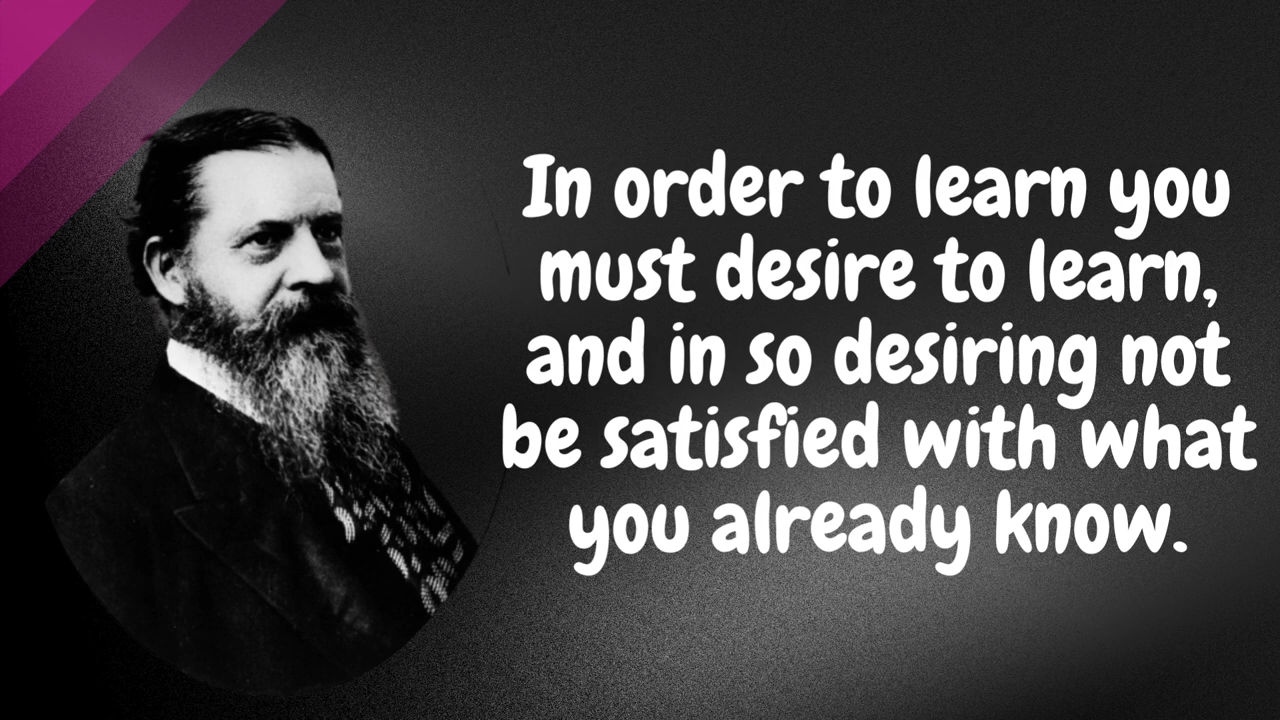 In order to learn you
must desire to learn,
and in so desiring not
be satisfied with what
you already know.